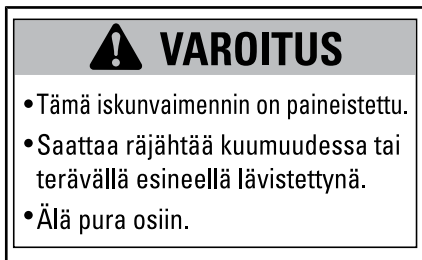 VAROITUS
•Tämä iskunvaimennin on paineistettu.
•Saattaa räjähtää kuumuudessa tai
terävällä esineellä lävistettynä.
•Älä pura osiin.